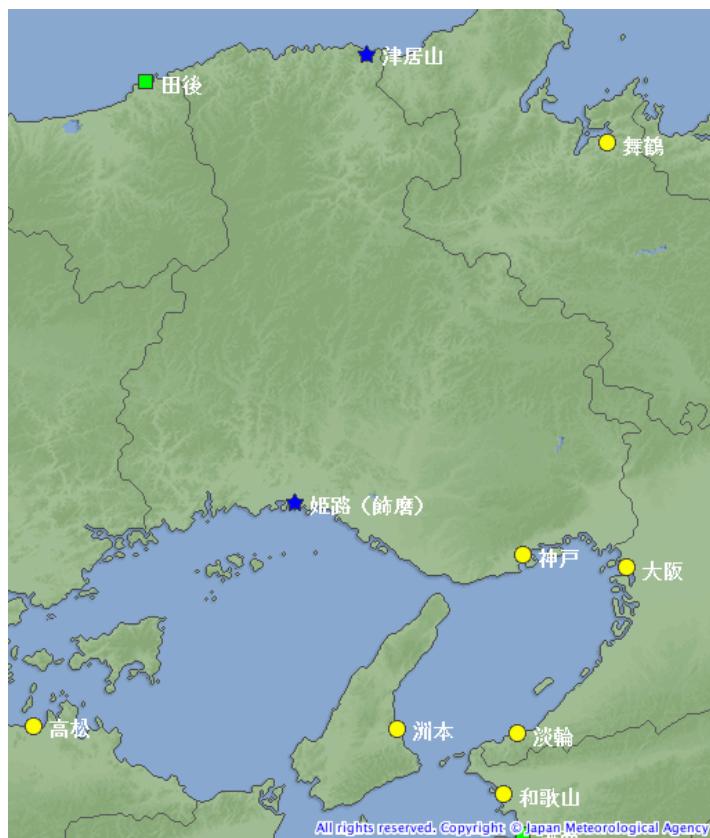 津居山
田後
舞鶴
姫路（飾磨）
神戸
大阪
高松
洲本
淡輪
和歌山
All rights reserved. Copyright © Japan Meteorological Agency